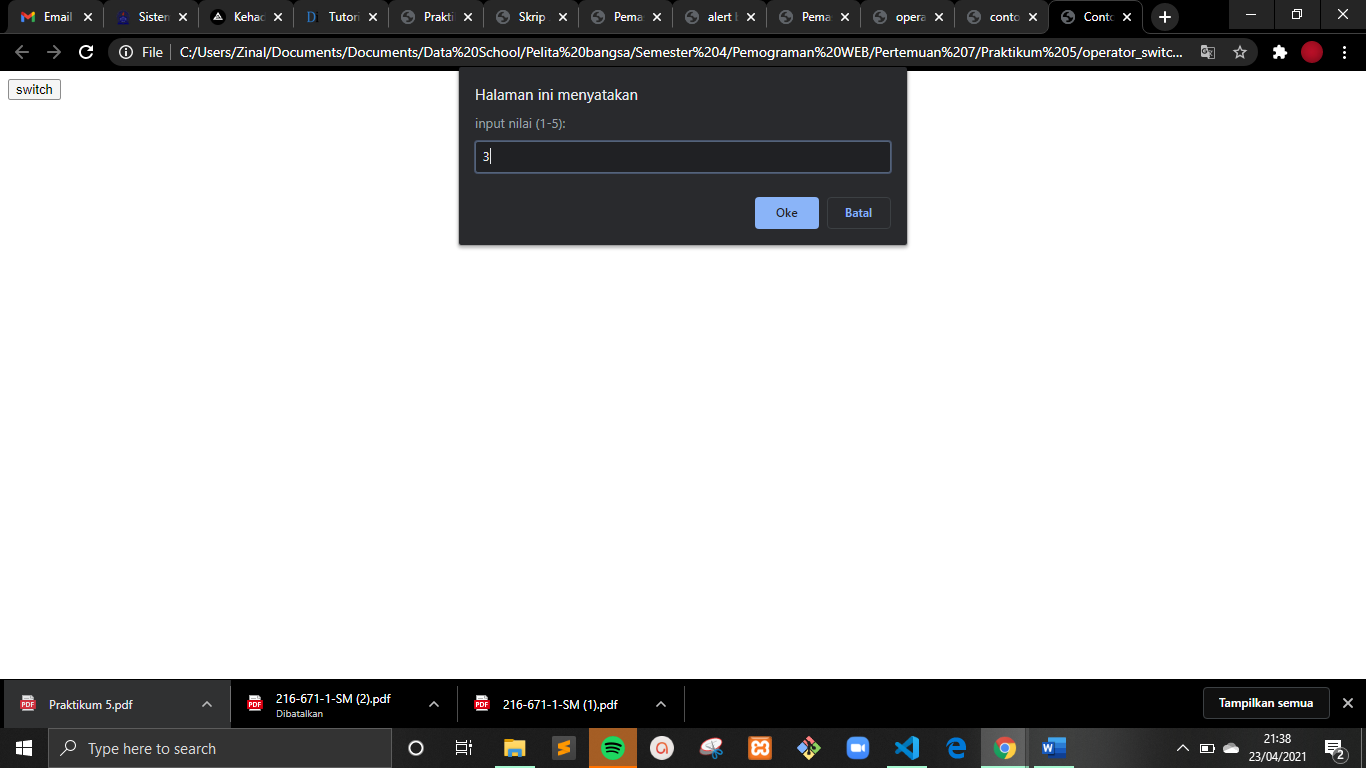 Email
Sisten
Kehad
Tutori
Prakti
Skrip
Pema
alert b
Pema
opera
conto
Conto
File
C:/Users/Zinal/Documents/Documents/Data%20School/Pelita%20bangsa/Semester%204/Pemograman%20WEB/Pertemuan%207/Praktikum%205/operator_switc...
switch
Halaman ini menyatakan
input nilai (1-5):
3
Oke
Batal
Praktikum 5.pdf
216-671-1-SM (2).pdf
Dibatalkan
216-671-1-SM (1).pdf
Tampilkan semua
Type here to search
21:38
23/04/2021
2